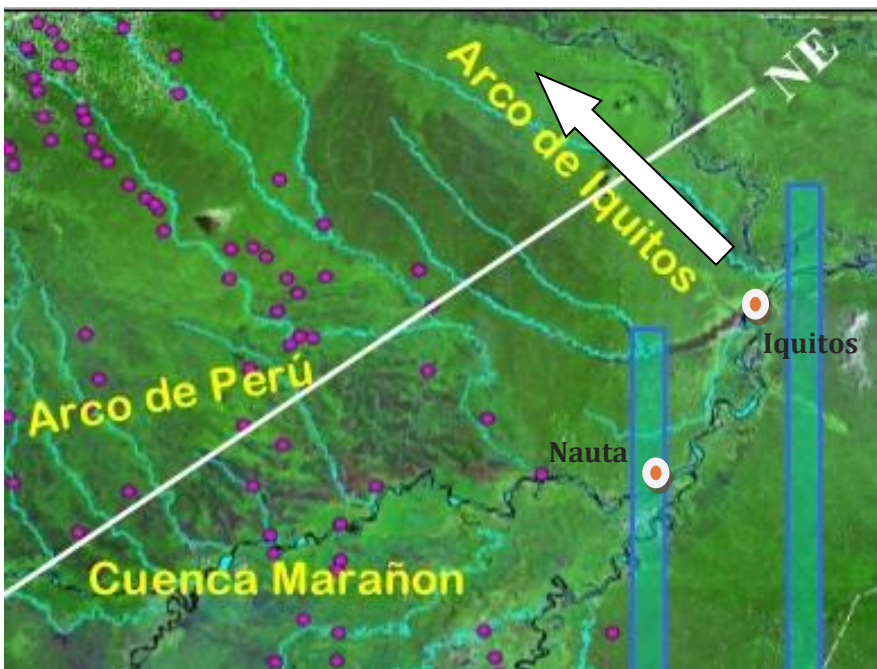 NE
Arco de Iquitos
Iquitos
Arco de Perú
Nauta
Cuenca Marañon